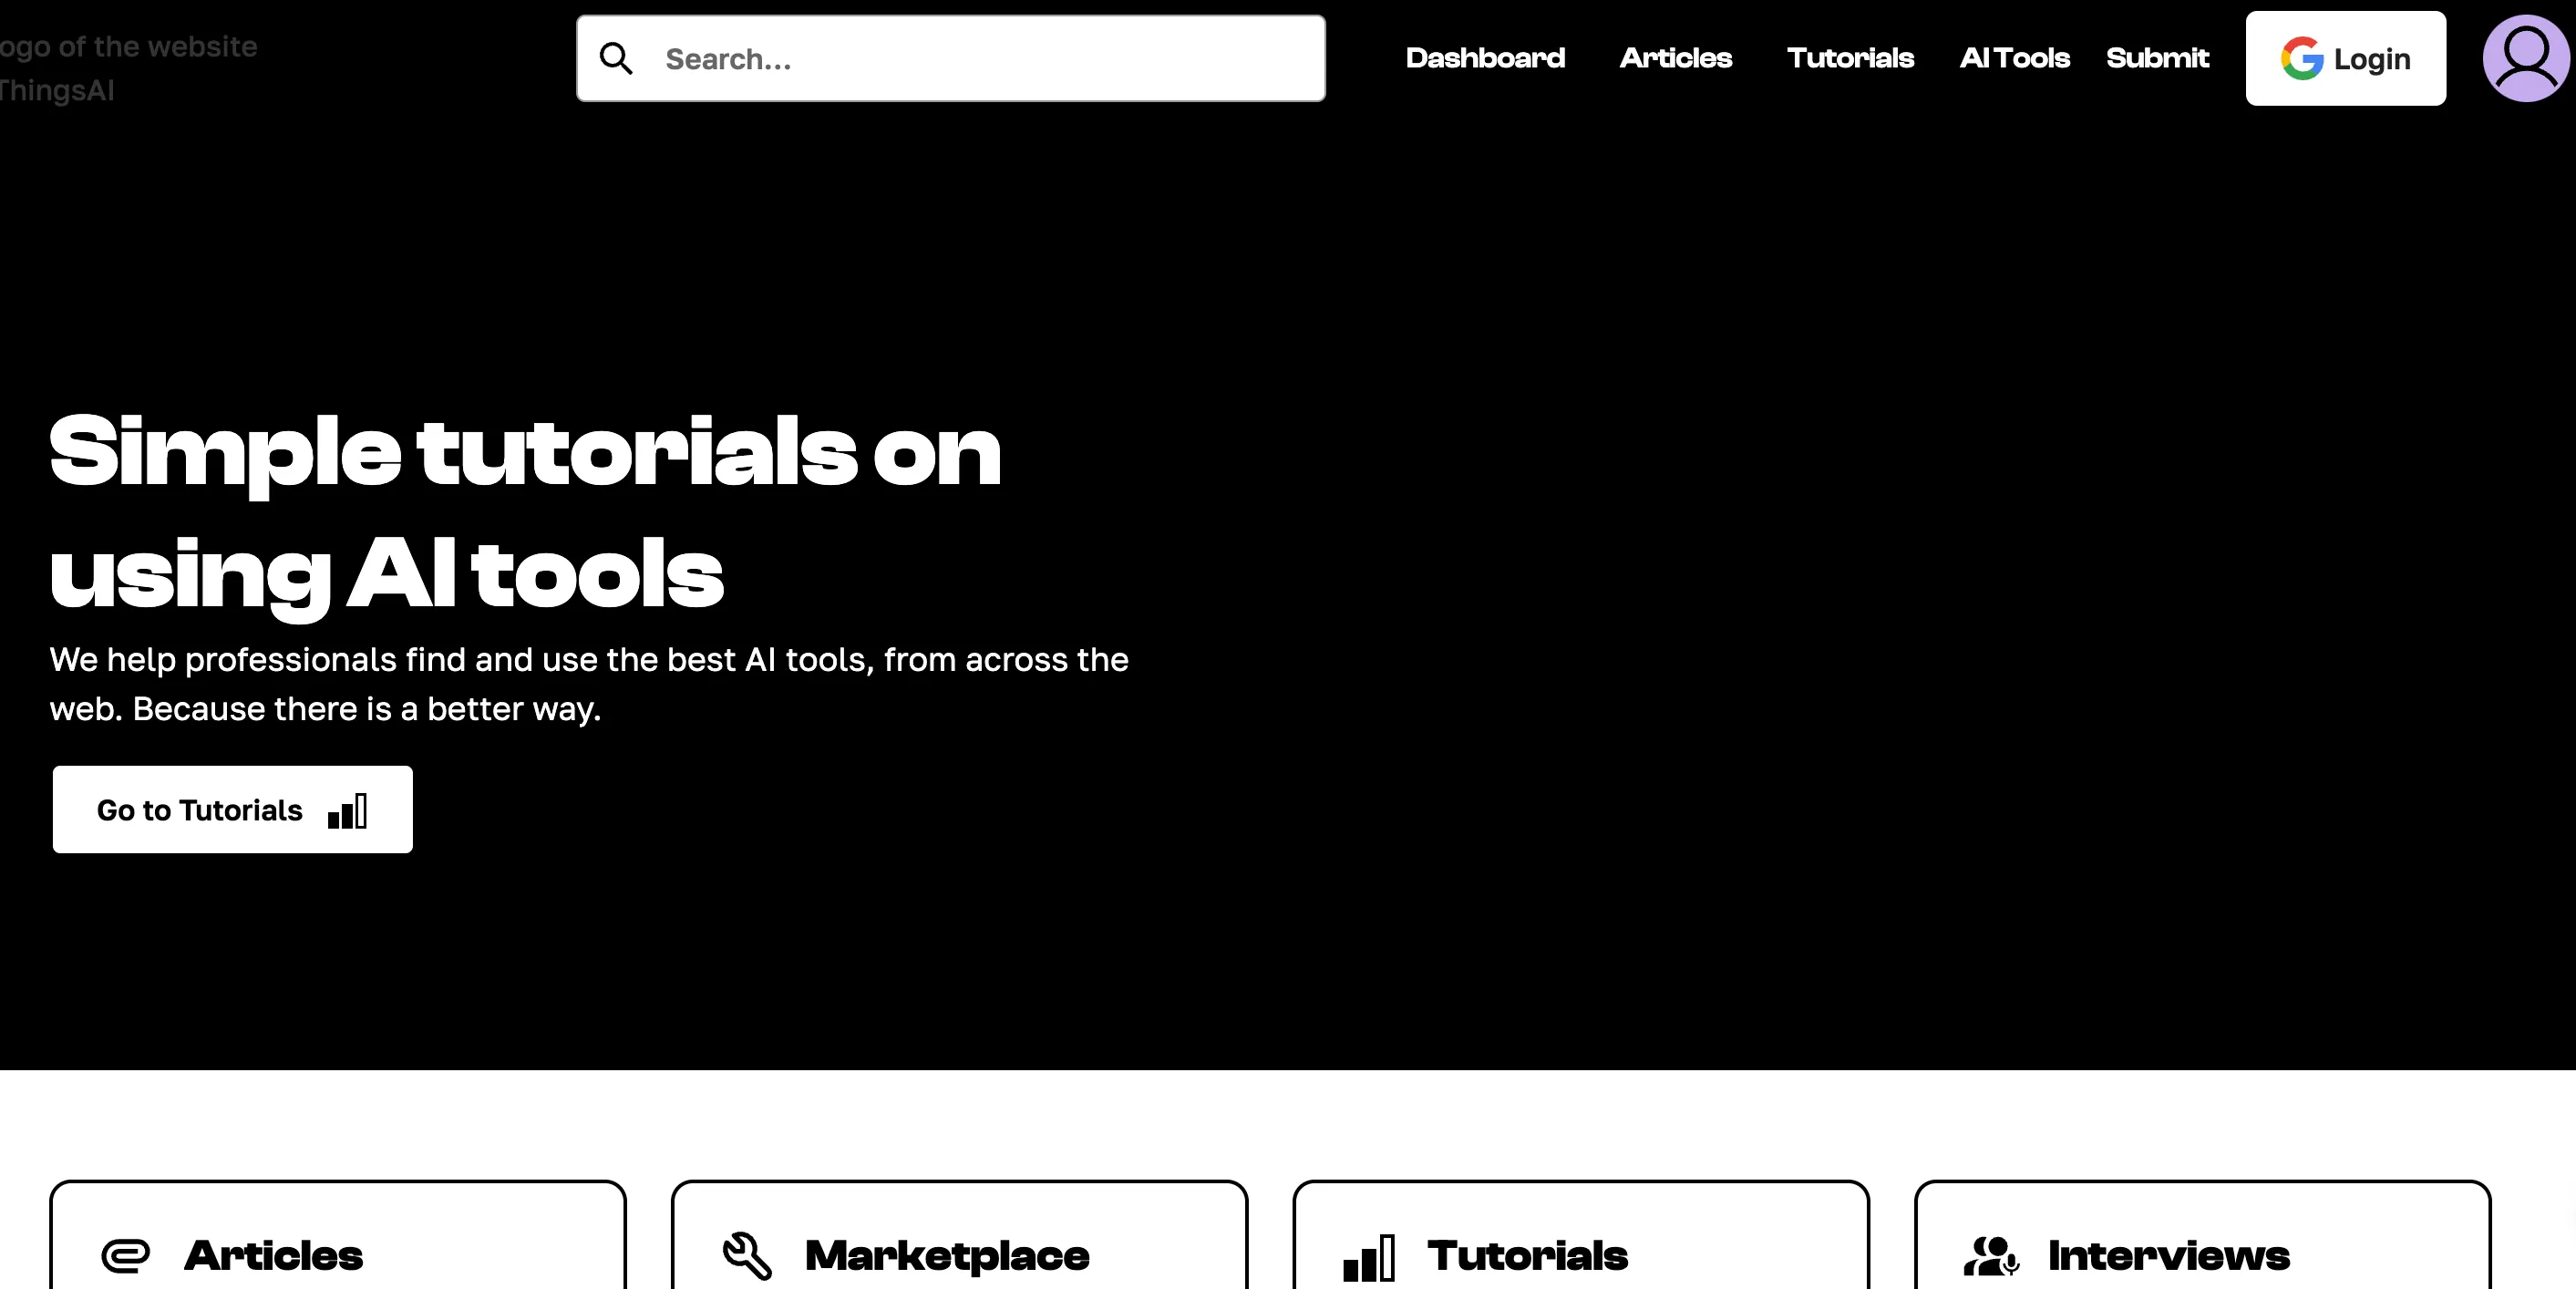 ogo of the website
ThingsAI
Search...
Dashboard
Articles
Tutorials
AI Tools
Submit
Login
Simple tutorials on
using AI tools
We help professionals find and use the best AI tools, from across the
web. Because there is a better way.
Go to Tutorials
Articles
Marketplace
Tutorials
Interviews